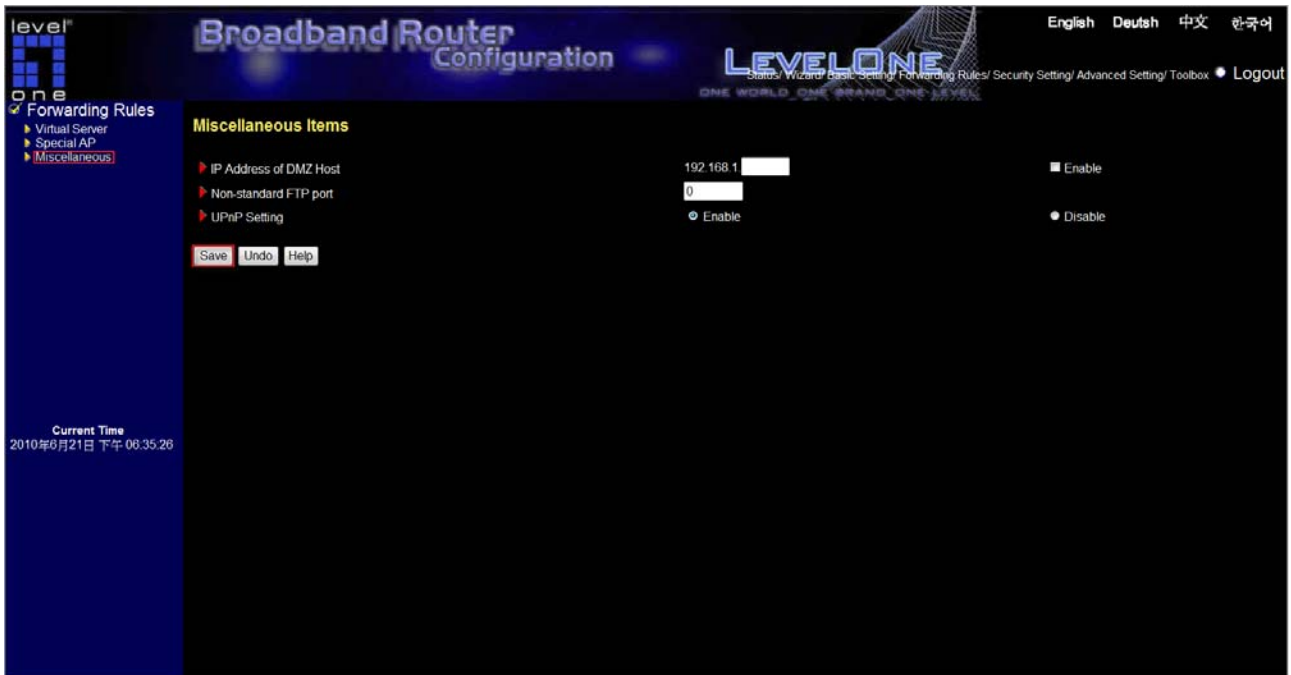 level
one
Broadband Router
Configuration
LEVELONE
ONE WORLD ONE BRAND ONE LEVEL
English Deutsh 中文 한국어
Status/ Wizard/ Basic Setting/ Forwarding Rules/ Security Setting/ Advanced Setting/ Toolbox Logout
Forwarding Rules
Virtual Server
Special AP
Miscellaneous
Current Time
2010年6月21日 下午 06:35:26
Miscellaneous Items
IP Address of DMZ Host 192.168.1. Enable
Non-standard FTP port 0
UPnP Setting Enable Disable
Save Undo Help